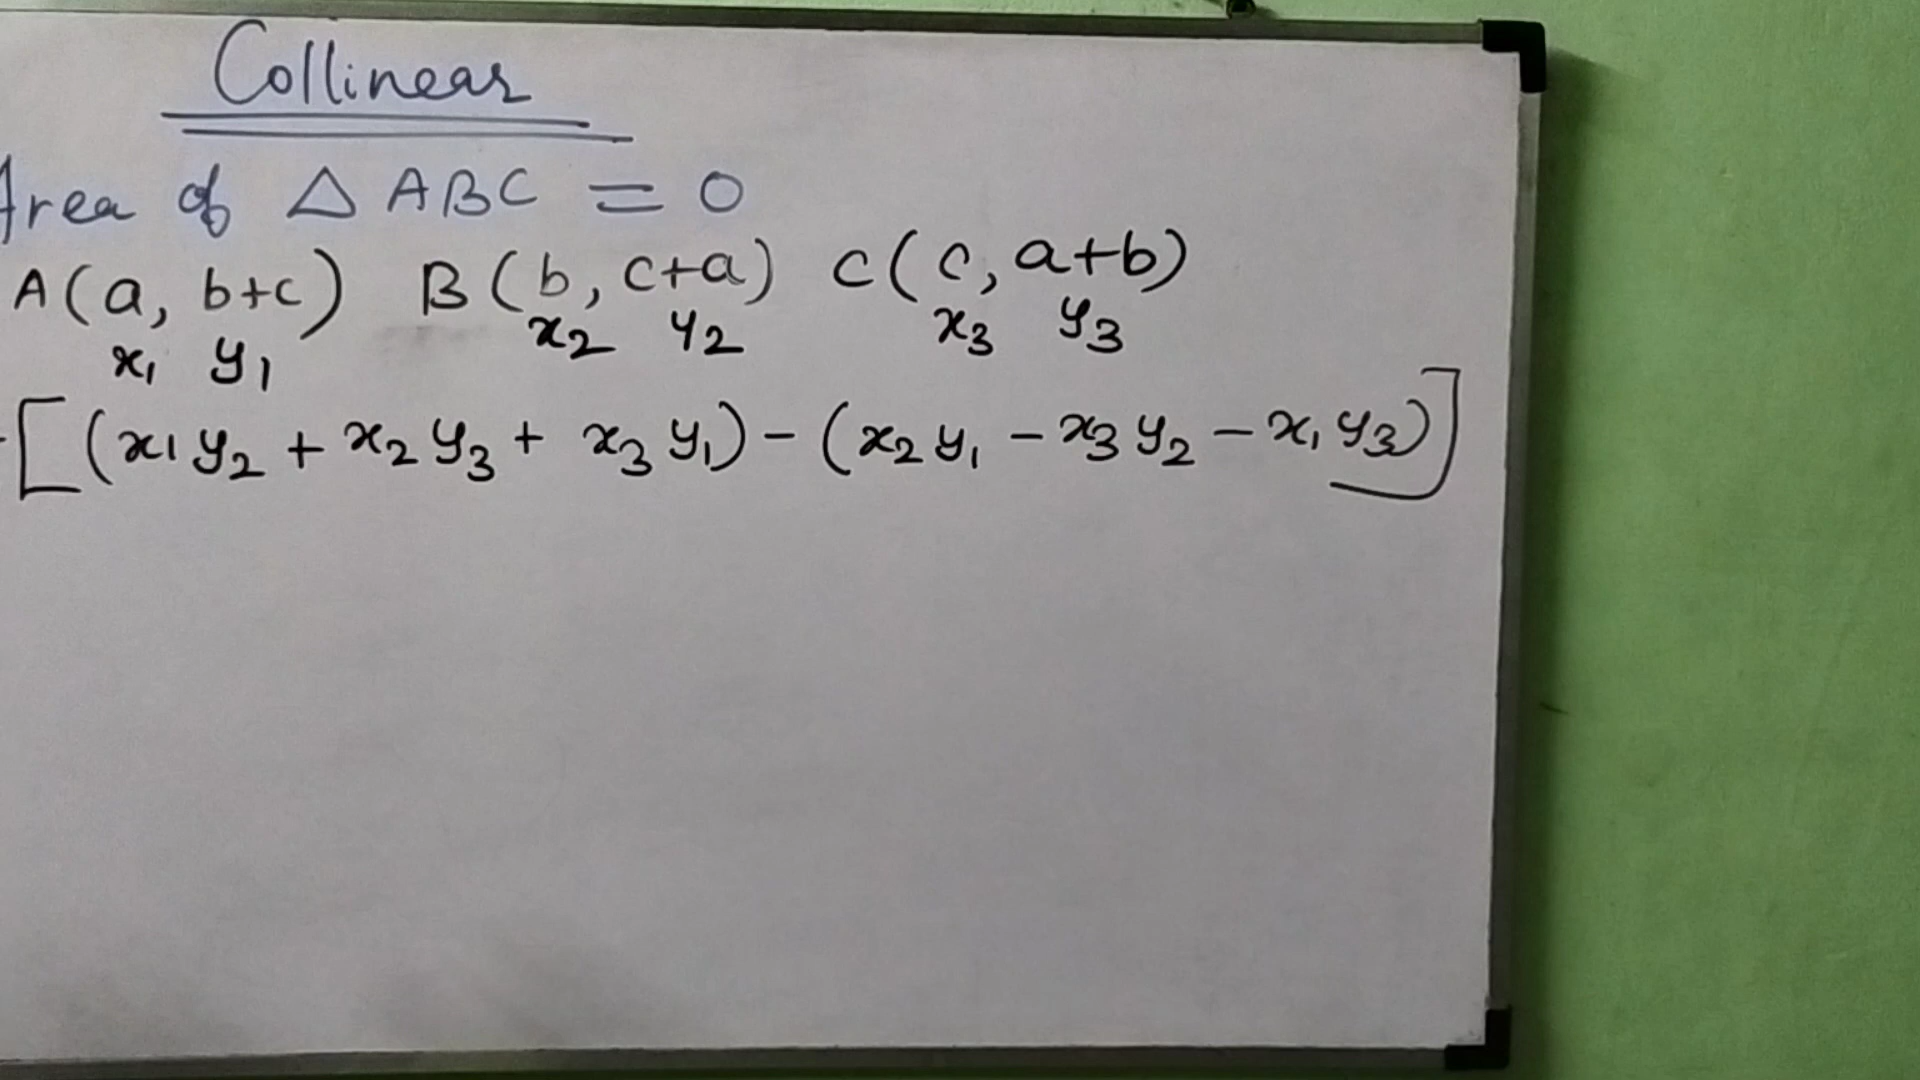 Collinear
Area of △ ABC = 0
A(a, b+c) B(b, c+a) C(c, a+b)
x₁ y₁ x₂ y₂ x₃ y₃
[(x₁y₂ + x₂y₃ + x₃y₁) - (x₂y₁ - x₃y₂ - x₁y₃)]